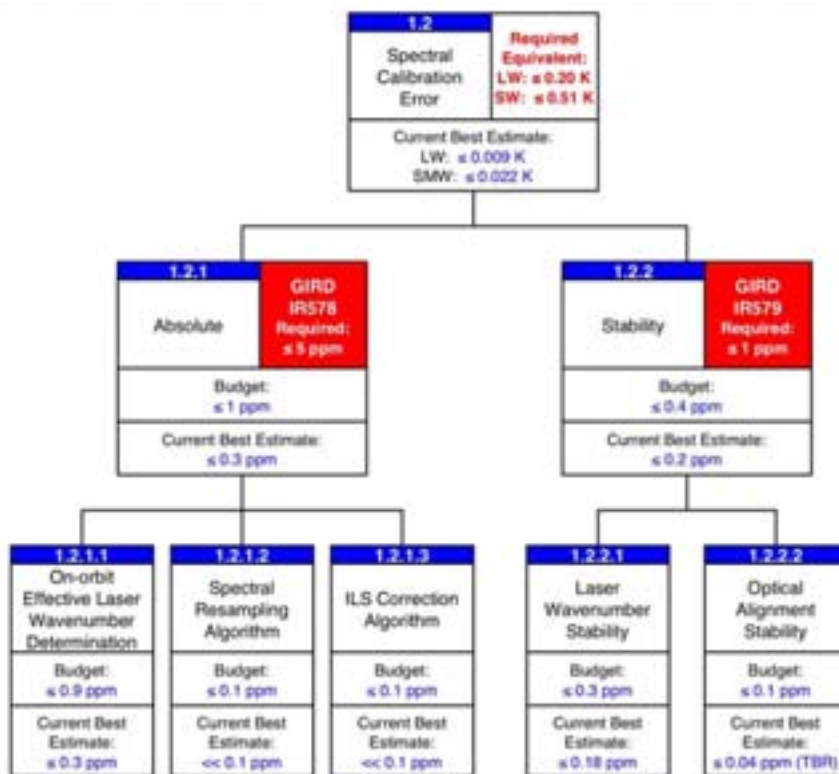 1.2
Spectral
Calibration
Error
Required
Equivalent:
LW: ≤ 0.20 K
SW: ≤ 0.51 K
Current Best Estimate:
LW: ≤ 0.009 K
SMW: ≤ 0.022 K
1.2.1
Absolute
GIRD
IR578
Required:
≤ 5 ppm
Budget:
≤ 1 ppm
Current Best Estimate:
≤ 0.3 ppm
1.2.2
Stability
GIRD
IR579
Required:
≤ 1 ppm
Budget:
≤ 0.4 ppm
Current Best Estimate:
≤ 0.2 ppm
1.2.1.1
On-orbit
Effective Laser
Wavenumber
Determination
Budget:
≤ 0.9 ppm
Current Best
Estimate:
≤ 0.3 ppm
1.2.1.2
Spectral
Resampling
Algorithm
Budget:
≤ 0.1 ppm
Current Best
Estimate:
<< 0.1 ppm
1.2.1.3
ILS Correction
Algorithm
Budget:
≤ 0.1 ppm
Current Best
Estimate:
<< 0.1 ppm
1.2.2.1
Laser
Wavenumber
Stability
Budget:
≤ 0.3 ppm
Current Best
Estimate:
≤ 0.18 ppm
1.2.2.2
Optical
Alignment
Stability
Budget:
≤ 0.1 ppm
Current Best
Estimate:
≤ 0.04 ppm (TBR)